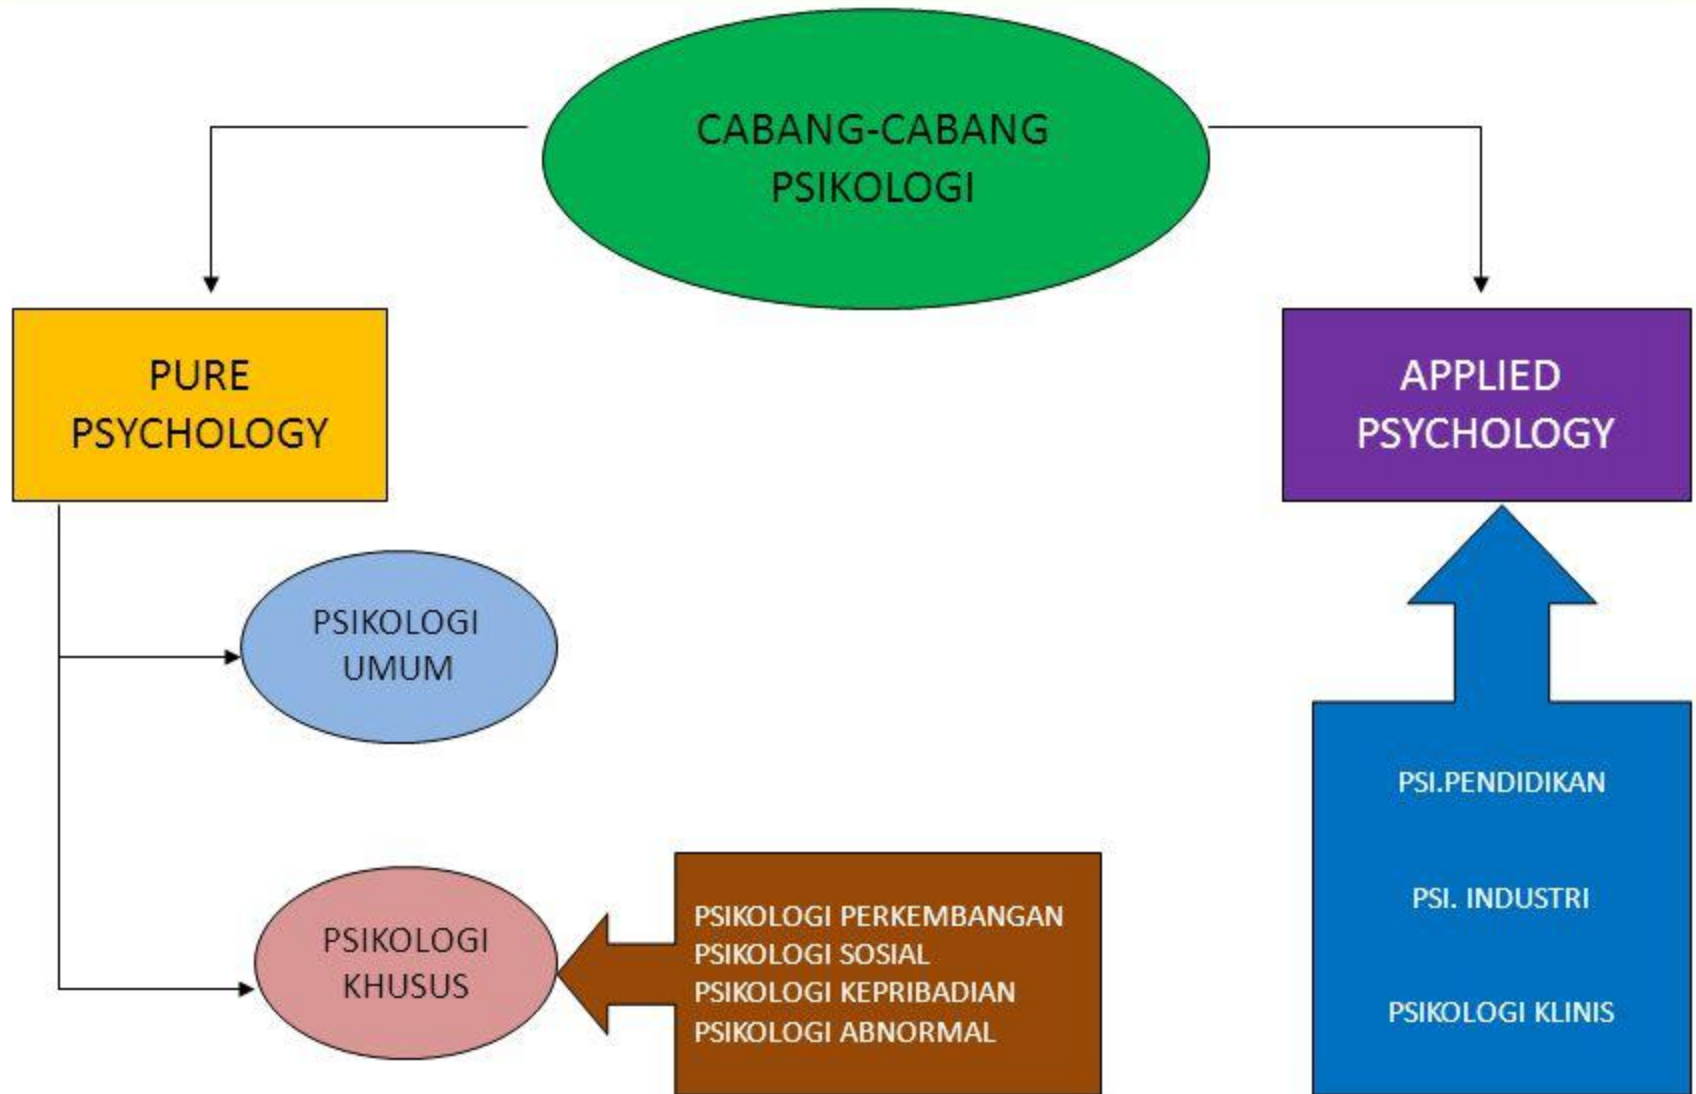 CABANG-CABANG
PSIKOLOGI
PURE
PSYCHOLOGY
APPLIED
PSYCHOLOGY
PSIKOLOGI
UMUM
PSIKOLOGI
KHUSUS
PSIKOLOGI PERKEMBANGAN
PSIKOLOGI SOSIAL
PSIKOLOGI KEPRIBADIAN
PSIKOLOGI ABNORMAL
PSI.PENDIDIKAN
PSI. INDUSTRI
PSIKOLOGI KLINIS